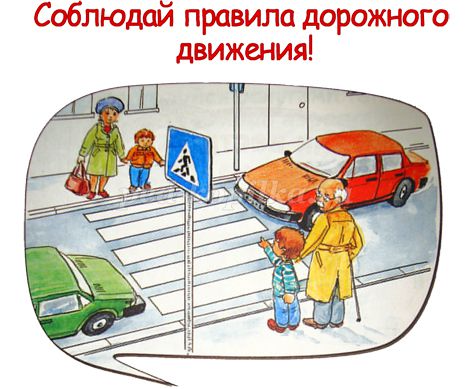 Соблюдай правила дорожного
движения!